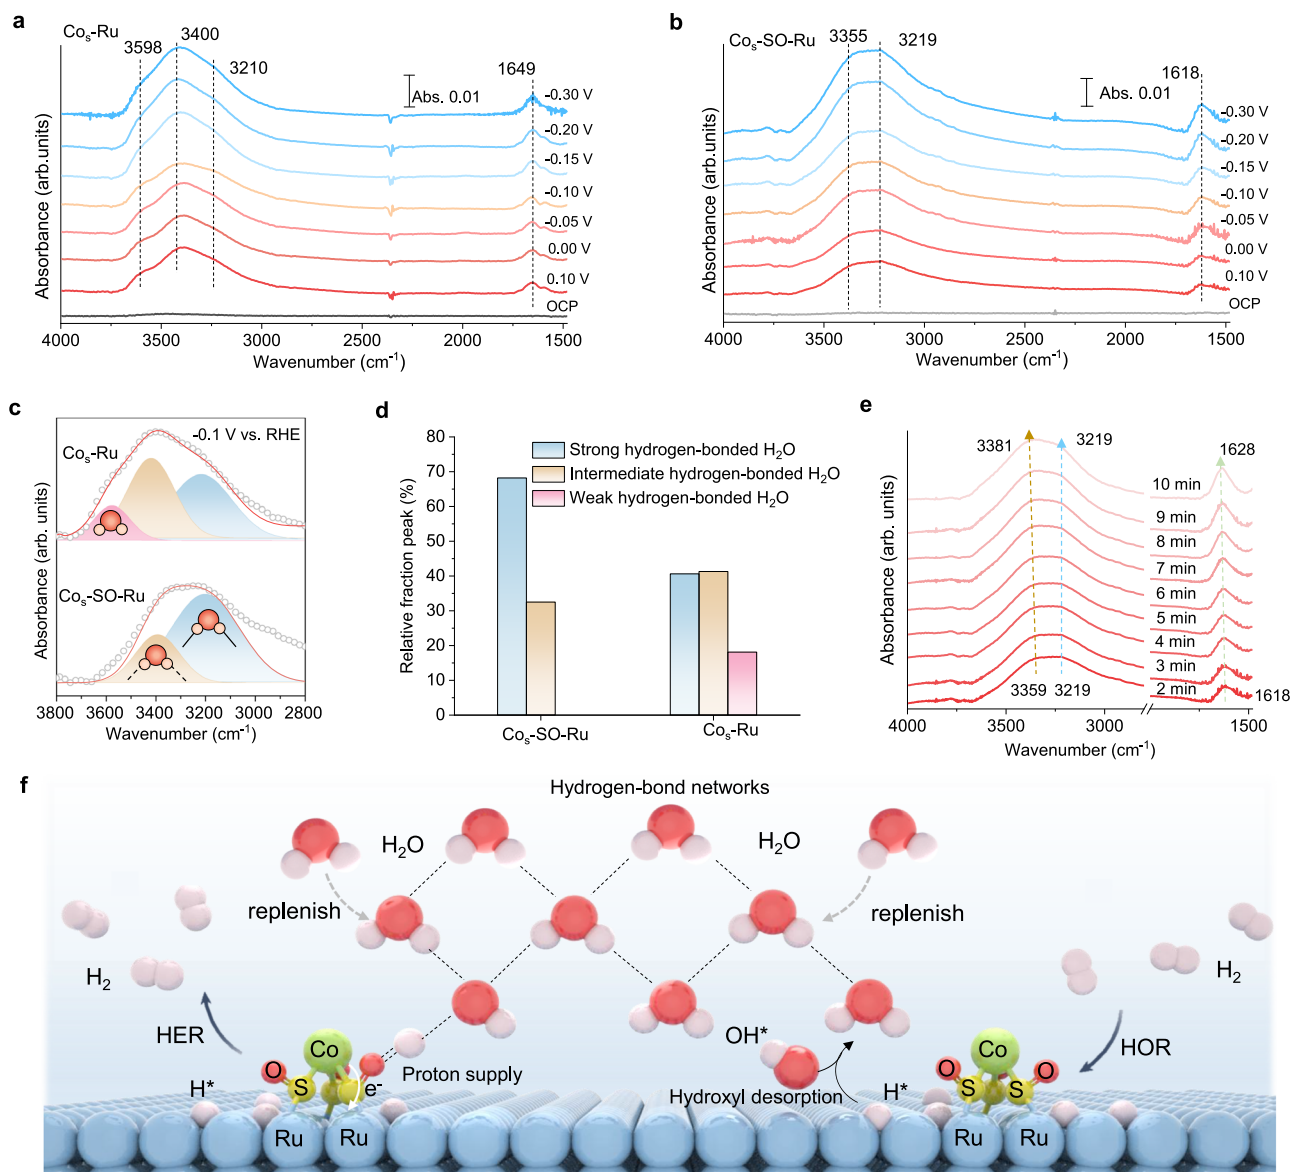 a
Coₛ-Ru
3598
3400
3210
1649
Abs. 0.01
-0.30 V
-0.20 V
-0.15 V
-0.10 V
-0.05 V
0.00 V
0.10 V
OCP
Absorbance (arb.units)
4000 3500 3000 2500 2000 1500
Wavenumber (cm⁻¹)
b
Coₛ-SO-Ru
3355
3219
1618
Abs. 0.01
-0.30 V
-0.20 V
-0.15 V
-0.10 V
-0.05 V
0.00 V
0.10 V
OCP
Absorbance (arb.units)
4000 3500 3000 2500 2000 1500
Wavenumber (cm⁻¹)
c
-0.1 V vs. RHE
Coₛ-Ru
Coₛ-SO-Ru
Absorbance (arb. units)
3800 3600 3400 3200 3000 2800
Wavenumber (cm⁻¹)
d
80
70
60
50
40
30
20
10
0
Relative fraction peak (%)
Strong hydrogen-bonded H₂O
Intermediate hydrogen-bonded H₂O
Weak hydrogen-bonded H₂O
Coₛ-SO-Ru
Coₛ-Ru
e
3381
3219
1628
10 min
9 min
8 min
7 min
6 min
5 min
4 min
3 min
2 min
3359
3219
1618
Absorbance (arb. units)
4000 3500 3000 1500
Wavenumber (cm⁻¹)
f
Hydrogen-bond networks
H₂O
H₂O
replenish
replenish
H₂
H₂
HER
HOR
OH*
Co
O
S
e⁻
Proton supply
H*
Hydroxyl desorption
H*
Co
O
O
S
S
Ru
Ru
Ru
Ru